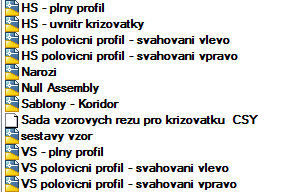 HS - plny profil
HS - uvnitr krizovatky
HS polovicni profil - svahovani vlevo
HS polovicni profil - svahovani vpravo
Narozi
Null Assembly
Sablony - Koridor
Sada vzorovych rezu pro krizovatku  CSY
sestavy vzor
VS - plny profil
VS polovicni profil - svahovani vlevo
VS polovicni profil - svahovani vpravo